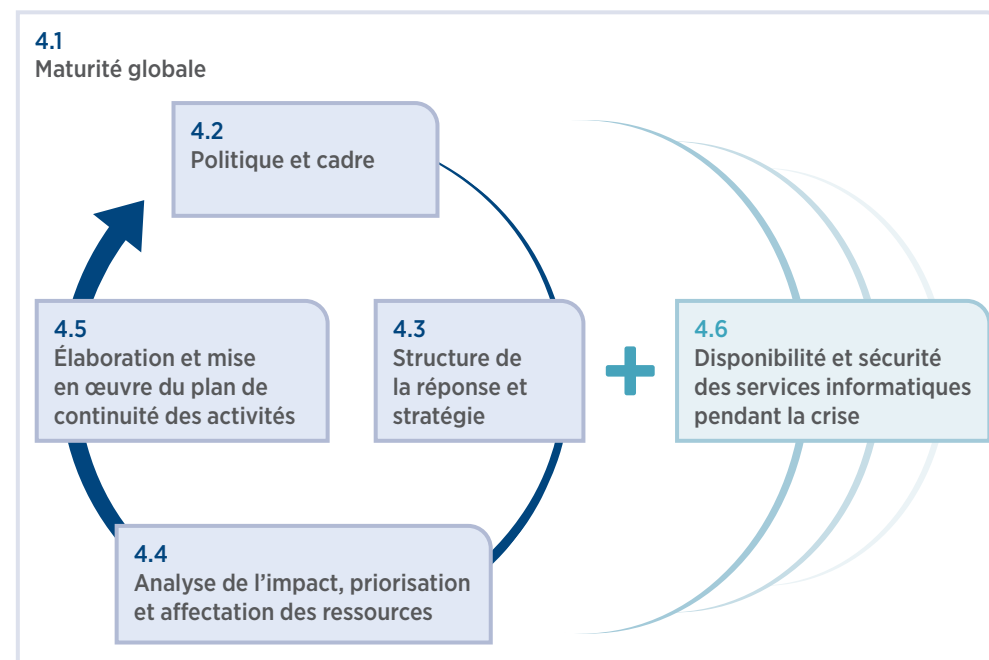 4.1
Maturité globale
4.2
Politique et cadre
4.5
Élaboration et mise
en œuvre du plan de
continuité des activités
4.3
Structure de
la réponse et
stratégie
4.6
Disponibilité et sécurité
des services informatiques
pendant la crise
4.4
Analyse de l’impact, priorisation
et affectation des ressources